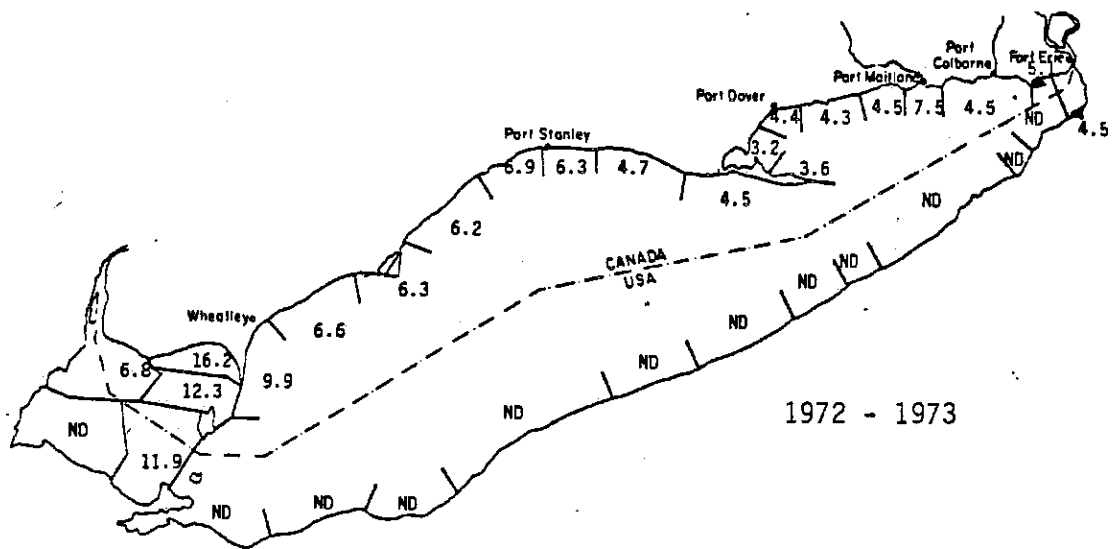 Port
Colborne
Fort Erie
5.
Port Maitland
Port Dover
4.4
4.3
4.5
7.5
4.5
ND
4.5
Port Stanley
3.2
3.6
ND
6.9
6.3
4.7
4.5
ND
6.2
CANADA
USA
ND
ND
6.3
ND
Wheatley
6.6
ND
16.2
6.8
12.3
9.9
ND
ND
1972 - 1973
ND
11.9
ND
ND
ND